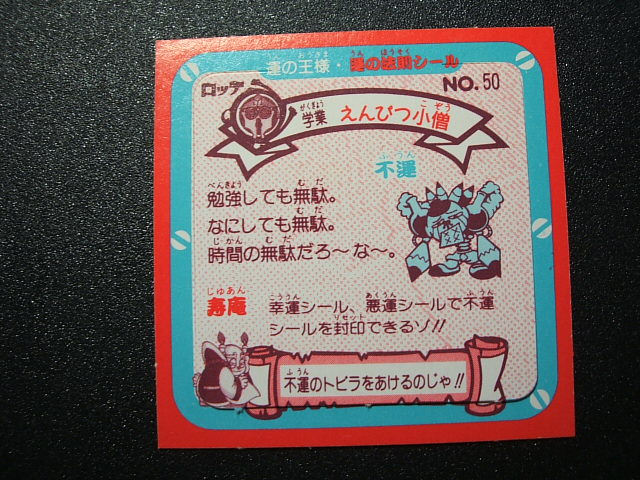 運の王様・運の法則シール
ロッテ
NO.50
学業 えんぴつ小僧
不運
勉強しても無駄。
なにしても無駄。
時間の無駄だろ〜な〜。
寿庵 幸運シール、悪運シールで不運
シールを封印できるゾ!!
不運のトビラをあけるのじゃ!!